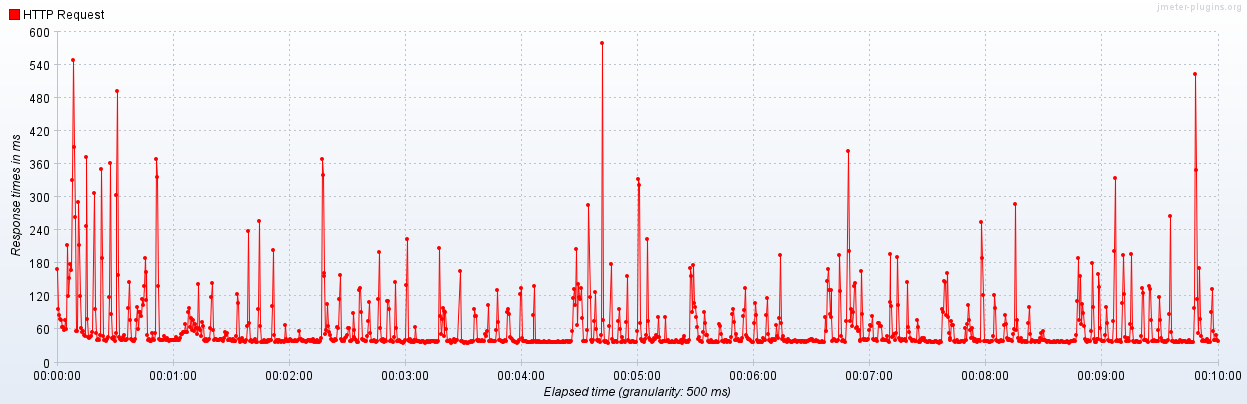 HTTP Request
jmeter-plugins.org
600
540
480
420
360
300
240
180
120
60
0
Response times in ms
00:00:00 00:01:00 00:02:00 00:03:00 00:04:00 00:05:00 00:06:00 00:07:00 00:08:00 00:09:00 00:10:00
Elapsed time (granularity: 500 ms)